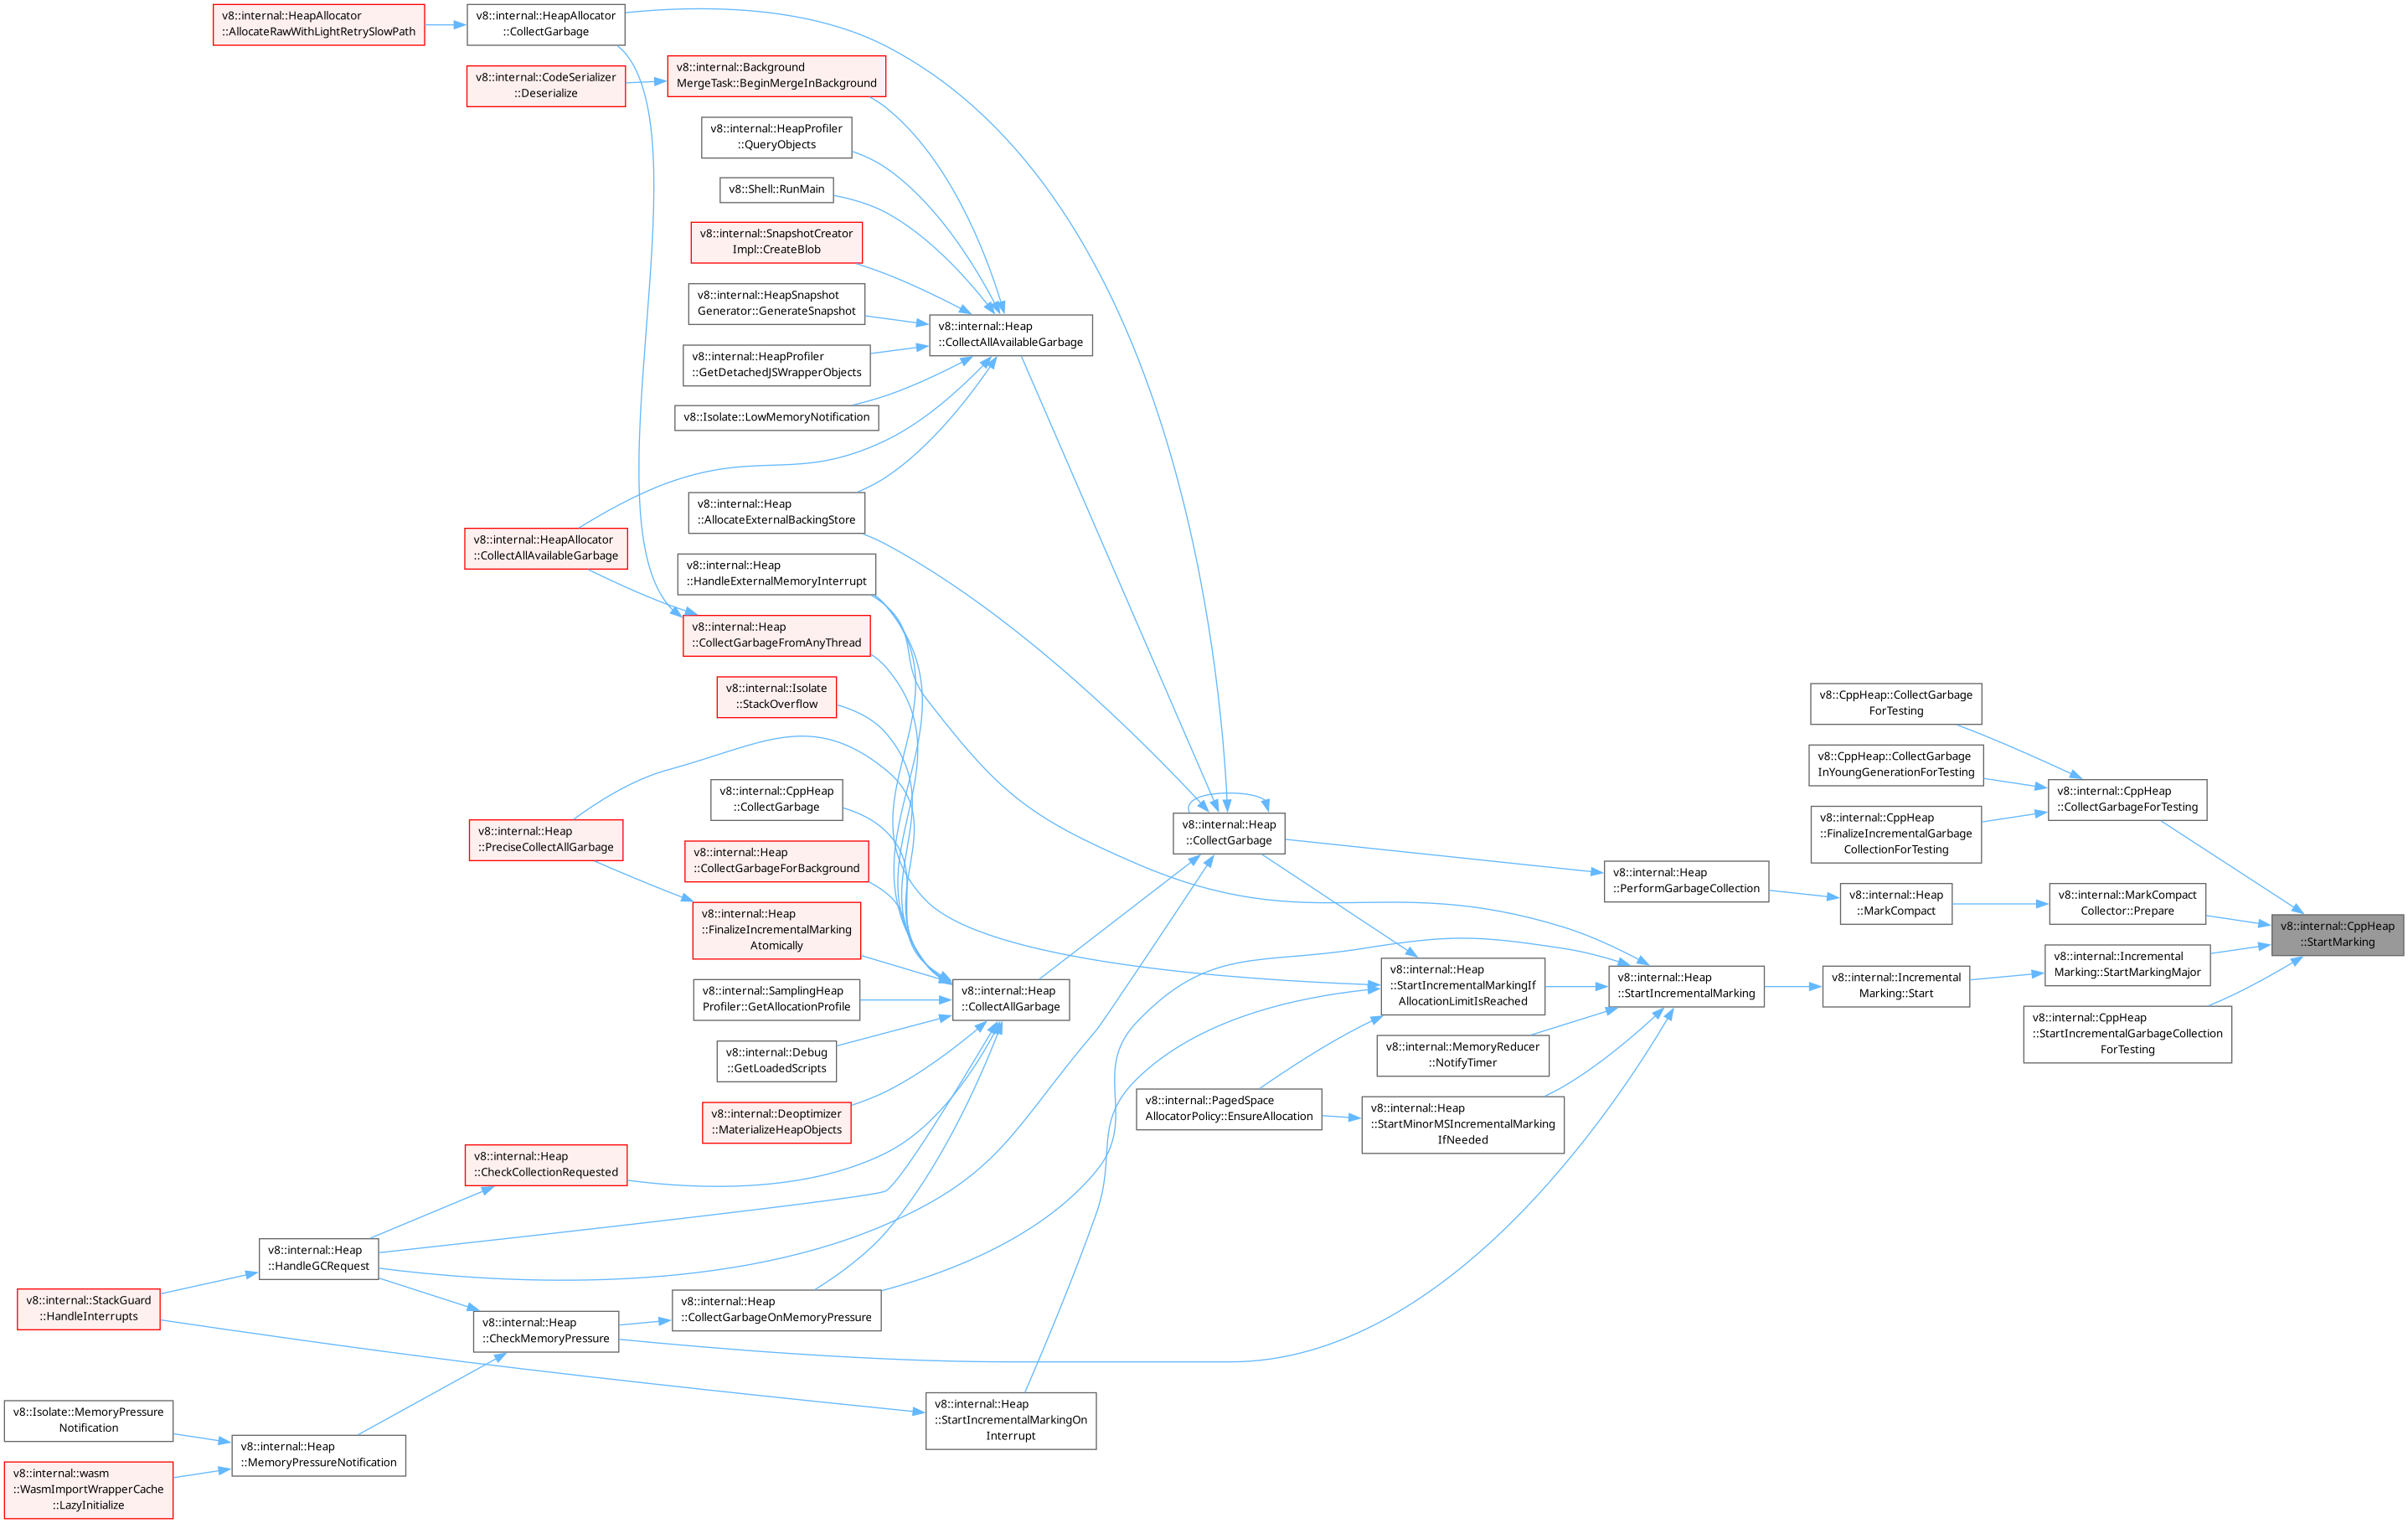 v8::internal::HeapAllocator
::AllocateRawWithLightRetrySlowPath
v8::internal::HeapAllocator
::CollectGarbage
v8::internal::CodeSerializer
::Deserialize
v8::internal::Background
MergeTask::BeginMergeInBackground
v8::internal::HeapProfiler
::QueryObjects
v8::Shell::RunMain
v8::internal::SnapshotCreator
Impl::CreateBlob
v8::internal::HeapSnapshot
Generator::GenerateSnapshot
v8::internal::Heap
::CollectAllAvailableGarbage
v8::internal::HeapProfiler
::GetDetachedJSWrapperObjects
v8::Isolate::LowMemoryNotification
v8::internal::Heap
::AllocateExternalBackingStore
v8::internal::HeapAllocator
::CollectAllAvailableGarbage
v8::internal::Heap
::HandleExternalMemoryInterrupt
v8::internal::Heap
::CollectGarbageFromAnyThread
v8::internal::Isolate
::StackOverflow
v8::CppHeap::CollectGarbage
ForTesting
v8::CppHeap::CollectGarbage
InYoungGenerationForTesting
v8::internal::CppHeap
::CollectGarbageForTesting
v8::internal::CppHeap
::CollectGarbage
v8::internal::Heap
::CollectGarbage
v8::internal::CppHeap
::FinalizeIncrementalGarbage
CollectionForTesting
v8::internal::Heap
::PreciseCollectAllGarbage
v8::internal::Heap
::CollectGarbageForBackground
v8::internal::Heap
::PerformGarbageCollection
v8::internal::Heap
::MarkCompact
v8::internal::MarkCompact
Collector::Prepare
v8::internal::Heap
::FinalizeIncrementalMarking
Atomically
v8::internal::CppHeap
::StartMarking
v8::internal::Incremental
Marking::StartMarkingMajor
v8::internal::SamplingHeap
Profiler::GetAllocationProfile
v8::internal::Heap
::CollectAllGarbage
v8::internal::Heap
::StartIncrementalMarkingIf
AllocationLimitIsReached
v8::internal::Heap
::StartIncrementalMarking
v8::internal::Incremental
Marking::Start
v8::internal::CppHeap
::StartIncrementalGarbageCollection
ForTesting
v8::internal::Debug
::GetLoadedScripts
v8::internal::MemoryReducer
::NotifyTimer
v8::internal::Deoptimizer
::MaterializeHeapObjects
v8::internal::PagedSpace
AllocatorPolicy::EnsureAllocation
v8::internal::Heap
::StartMinorMSIncrementalMarking
IfNeeded
v8::internal::Heap
::CheckCollectionRequested
v8::internal::Heap
::HandleGCRequest
v8::internal::StackGuard
::HandleInterrupts
v8::internal::Heap
::CheckMemoryPressure
v8::internal::Heap
::CollectGarbageOnMemoryPressure
v8::internal::Heap
::StartIncrementalMarkingOn
Interrupt
v8::Isolate::MemoryPressure
Notification
v8::internal::Heap
::MemoryPressureNotification
v8::internal::wasm
::WasmImportWrapperCache
::LazyInitialize